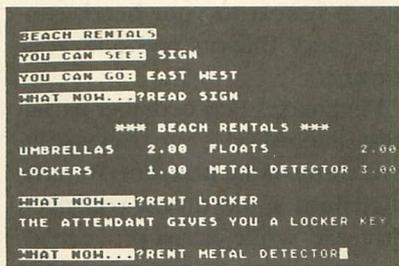 BEACH RENTALS
YOU CAN SEE: SIGN
YOU CAN GO: EAST WEST
WHAT NOW...?READ SIGN
*** BEACH RENTALS ***
UMBRELLAS 2.00 FLOATS 2.00
LOCKERS 1.00 METAL DETECTOR 3.00
WHAT NOW...?RENT LOCKER
THE ATTENDANT GIVES YOU A LOCKER KEY
WHAT NOW...?RENT METAL DETECTOR